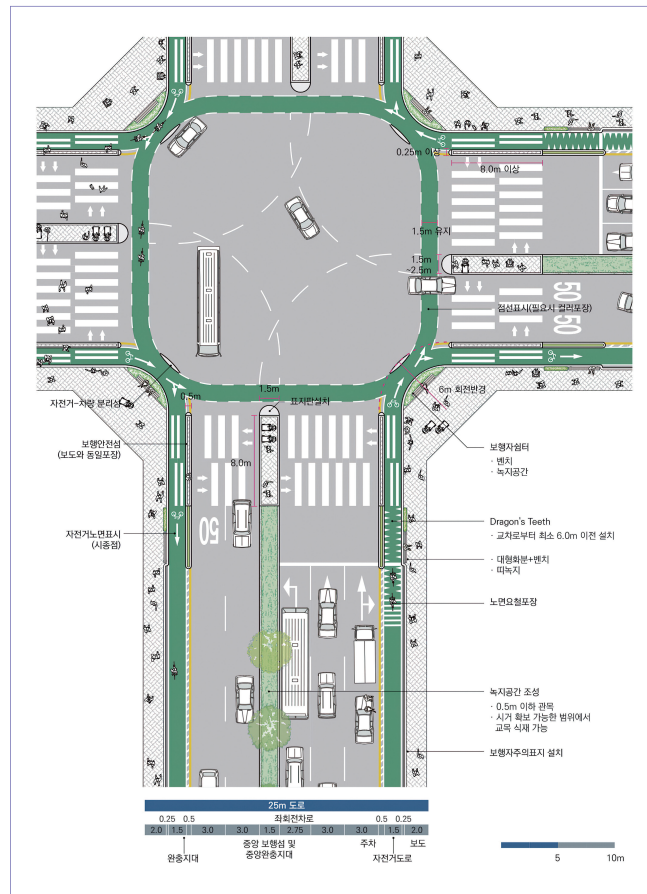 0.25m 이상
8.0m 이상
1.5m 유지
1.5m
~2.5m
50
50
점선표시(필요시 컬러포장)
6m 회전반경
1.5m
표지판설치
0.5m
자전거-차량 분리섬
보행안전섬
(보도와 동일포장)
8.0m
보행자쉼터
· 벤치
· 녹지공간
50
자전거노면표시
(시종점)
Dragon's Teeth
· 교차로부터 최소 6.0m 이전 설치
· 대형화분+벤치
· 띠녹지
노면요철포장
녹지공간 조성
· 0.5m 이하 관목
· 시거 확보 가능한 범위에서
교목 식재 가능
보행자주의표지 설치
25m 도로
0.25 0.5 좌회전차로 0.5 0.25
2.0 1.5 3.0 3.0 1.5 2.75 3.0 3.0 1.5 2.0
완충지대
중앙 보행섬 및
중앙완충지대
주차
자전거도로
보도
5 10m